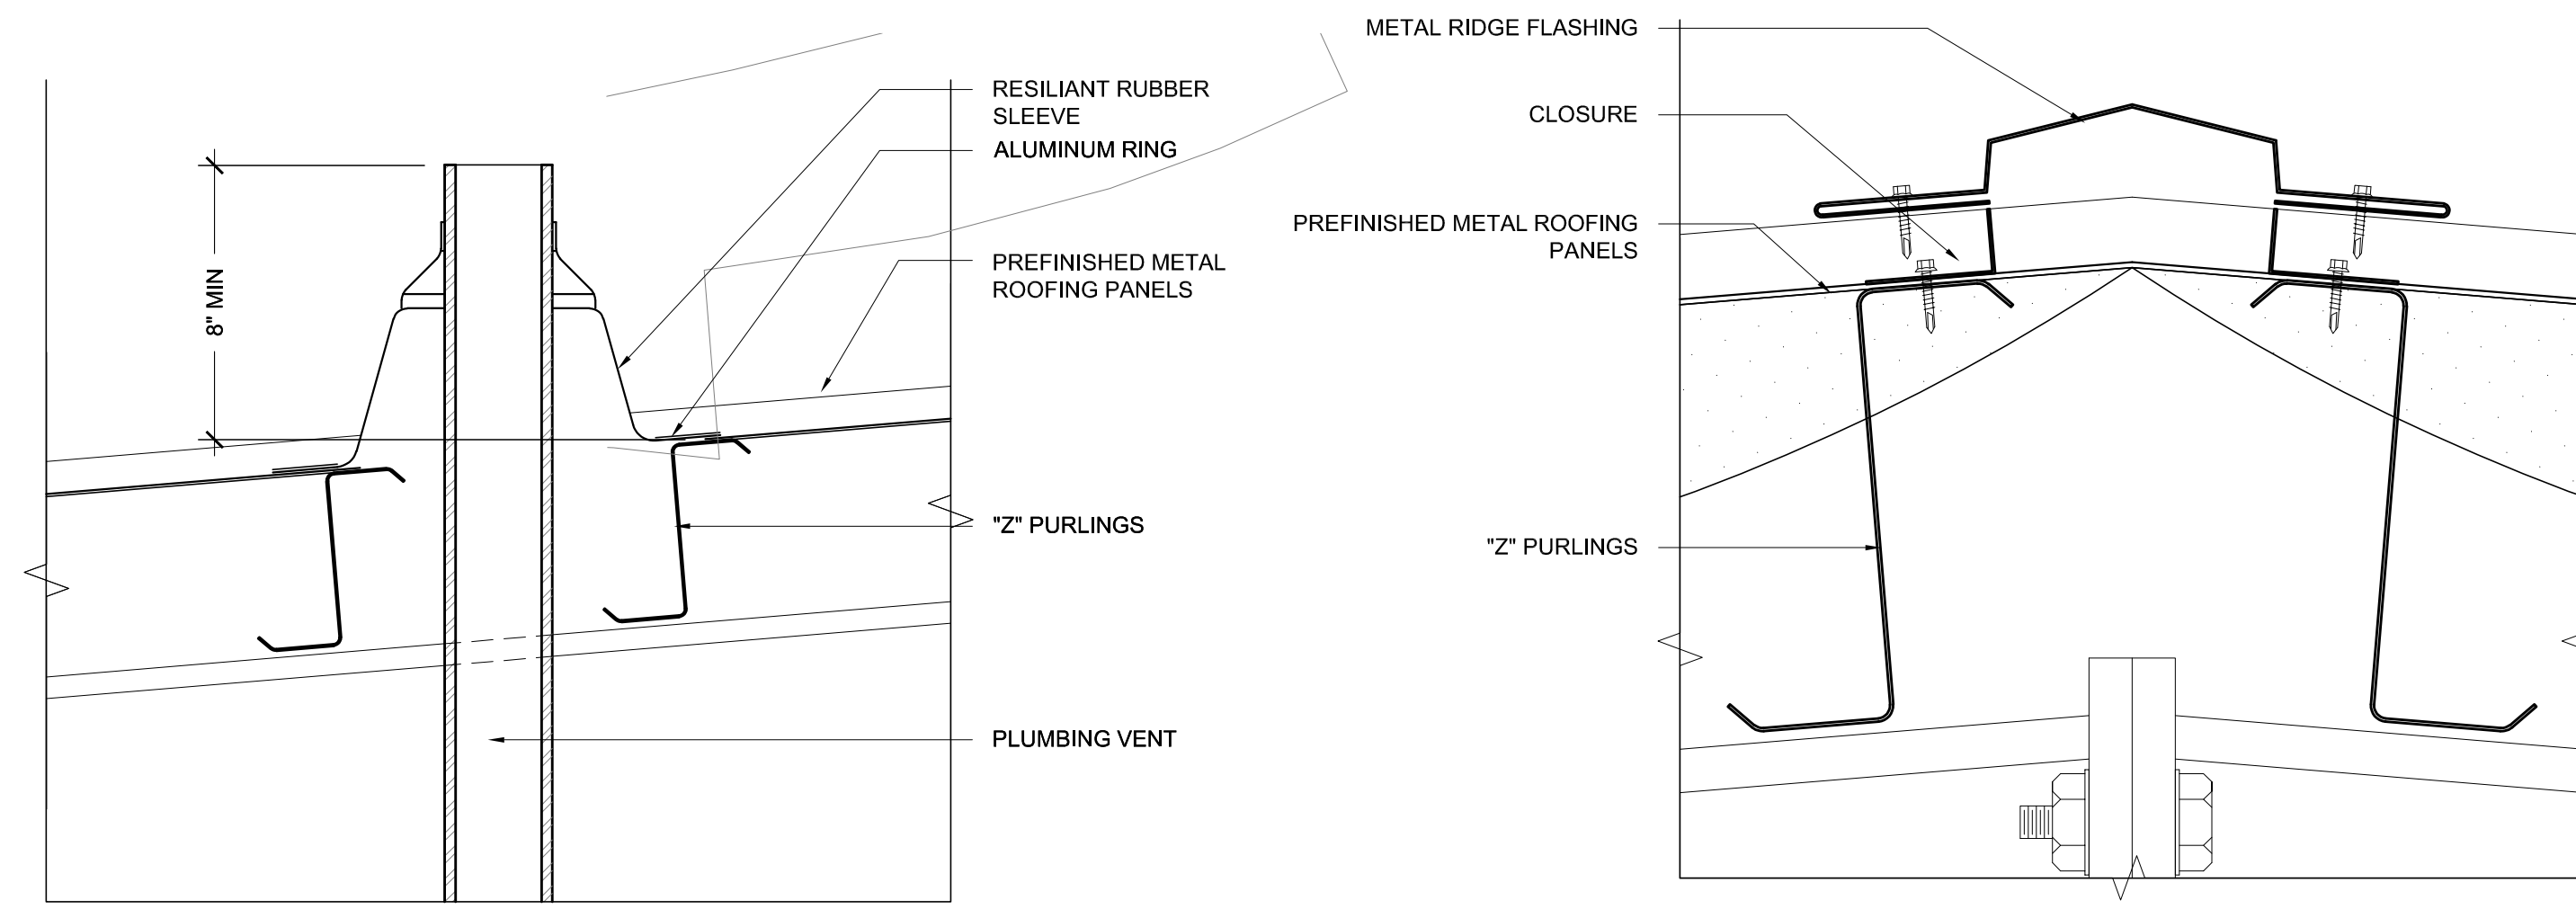 RESILIANT RUBBER
SLEEVE
ALUMINUM RING
8" MIN
PREFINISHED METAL
ROOFING PANELS
"Z" PURLINGS
PLUMBING VENT
METAL RIDGE FLASHING
CLOSURE
PREFINISHED METAL ROOFING
PANELS
"Z" PURLINGS